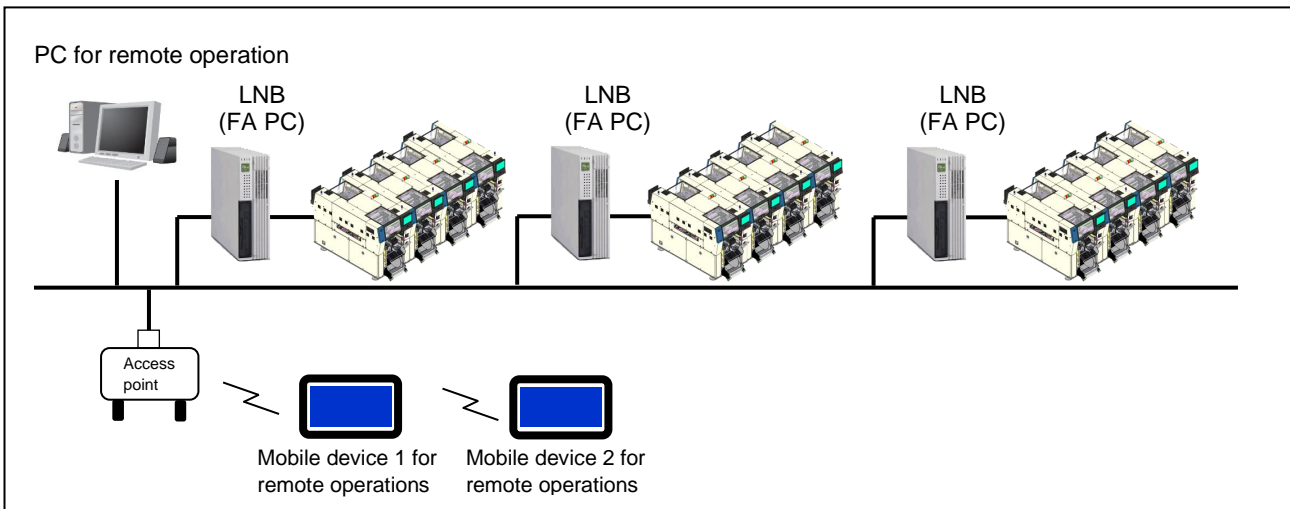 PC for remote operation
LNB
(FA PC)
LNB
(FA PC)
LNB
(FA PC)
Access
point
Mobile device 1 for
remote operations
Mobile device 2 for
remote operations